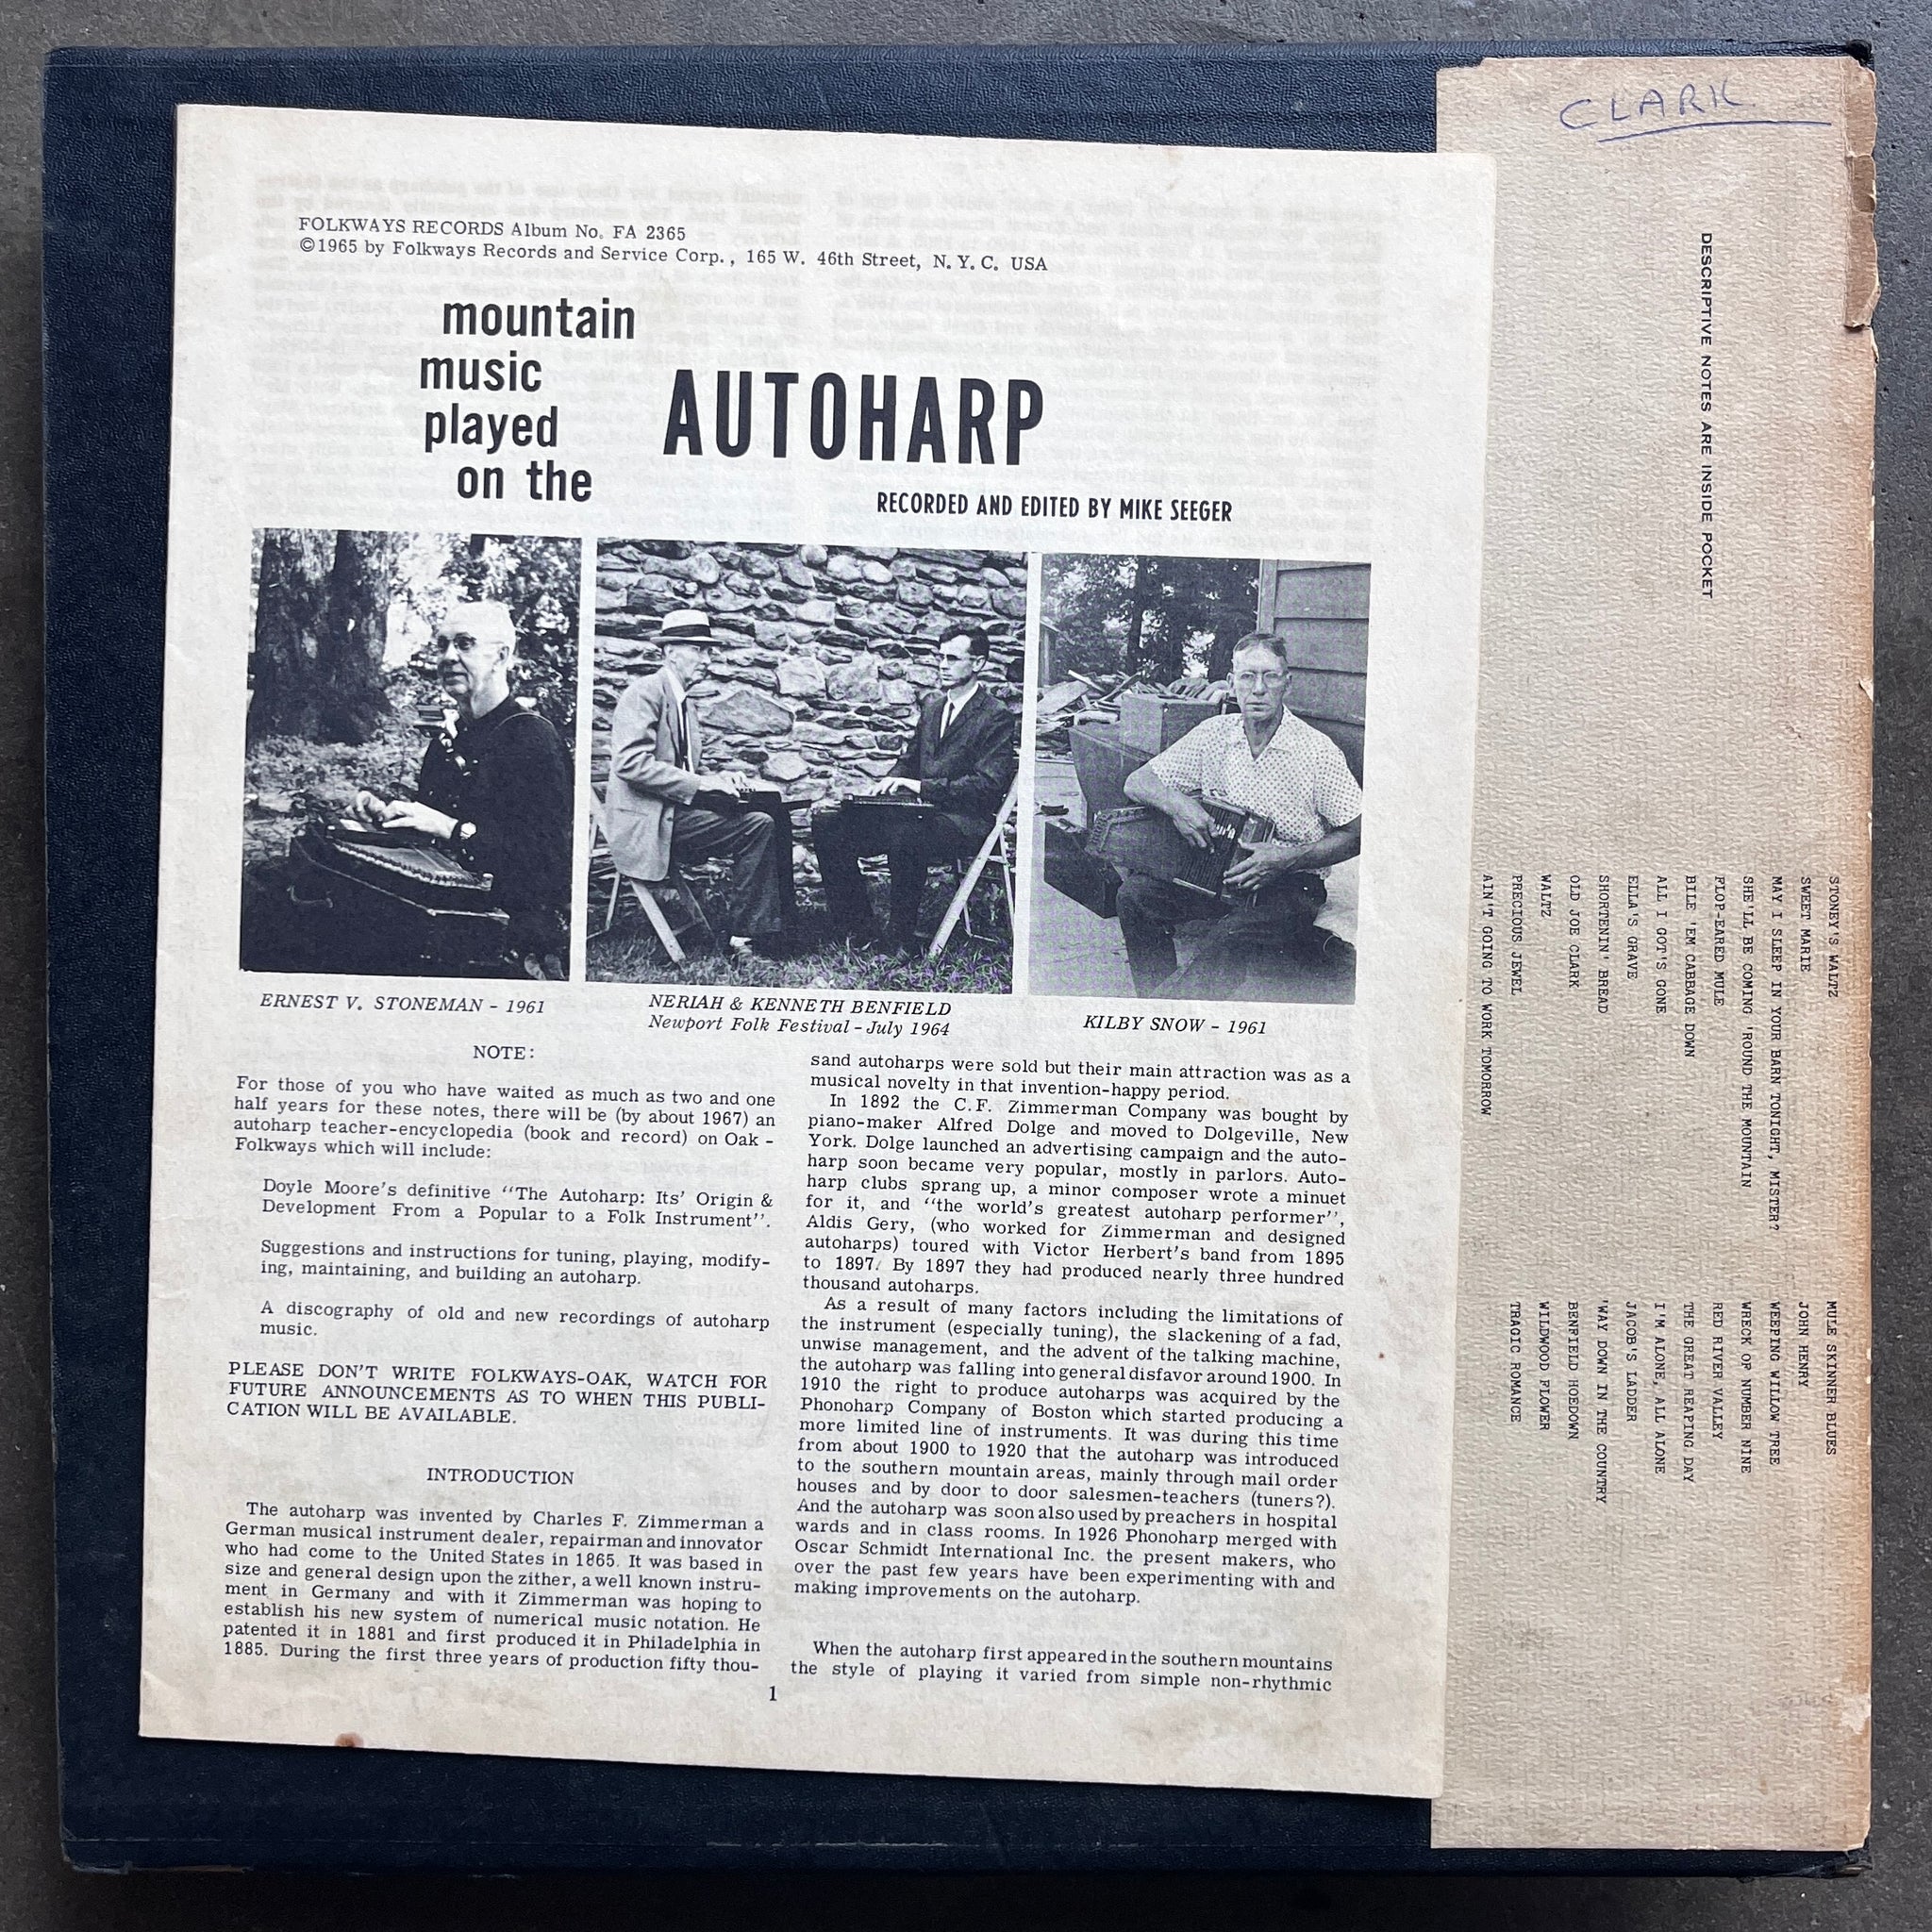 CLARK
FOLKWAYS RECORDS Album No. FA 2365
©1965 by Folkways Records and Service Corp., 165 W. 46th Street, N.Y.C. USA
mountain
music
played
on the
AUTOHARP
RECORDED AND EDITED BY MIKE SEEGER
ERNEST V. STONEMAN - 1961
NERIAH & KENNETH BENFIELD
Newport Folk Festival - July 1964
KILBY SNOW - 1961
NOTE:
For those of you who have waited as much as two and one
half years for these notes, there will be (by about 1967) an
autoharp teacher-encyclopedia (book and record) on Oak -
Folkways which will include:
Doyle Moore's definitive "The Autoharp: Its' Origin &
Development From a Popular to a Folk Instrument".
Suggestions and instructions for tuning, playing, modify-
ing, maintaining, and building an autoharp.
A discography of old and new recordings of autoharp
music.
PLEASE DON'T WRITE FOLKWAYS-OAK, WATCH FOR
FUTURE ANNOUNCEMENTS AS TO WHEN THIS PUBLI-
CATION WILL BE AVAILABLE.
INTRODUCTION
The autoharp was invented by Charles F. Zimmerman a
German musical instrument dealer, repairman and innovator
who had come to the United States in 1865. It was based in
size and general design upon the zither, a well known instru-
ment in Germany and with it Zimmerman was hoping to
establish his new system of numerical music notation. He
patented it in 1881 and first produced it in Philadelphia in
1885. During the first three years of production fifty thou-
sand autoharps were sold but their main attraction was as a
musical novelty in that invention-happy period.
In 1892 the C.F. Zimmerman Company was bought by
piano-maker Alfred Dolge and moved to Dolgeville, New
York. Dolge launched an advertising campaign and the auto-
harp soon became very popular, mostly in parlors. Auto-
harp clubs sprang up, a minor composer wrote a minuet
for it, and "the world's greatest autoharp performer",
Aldis Gery, (who worked for Zimmerman and designed
autoharps) toured with Victor Herbert's band from 1895
to 1897. By 1897 they had produced nearly three hundred
thousand autoharps.
As a result of many factors including the limitations of
the instrument (especially tuning), the slackening of a fad,
unwise management, and the advent of the talking machine,
the autoharp was falling into general disfavor around 1900. In
1910 the right to produce autoharps was acquired by the
Phonoharp Company of Boston which started producing a
more limited line of instruments. It was during this time
from about 1900 to 1920 that the autoharp was introduced
to the southern mountain areas, mainly through mail order
houses and by door to door salesmen-teachers (tuners?).
And the autoharp was soon also used by preachers in hospital
wards and in class rooms. In 1926 Phonoharp merged with
Oscar Schmidt International Inc. the present makers, who
over the past few years have been experimenting with and
making improvements on the autoharp.
When the autoharp first appeared in the southern mountains
the style of playing it varied from simple non-rhythmic
1
DESCRIPTIVE NOTES ARE INSIDE POCKET
STONEY'S WALTZ
SWEET MARIE
MAY I SLEEP IN YOUR BARN TONIGHT, MISTER?
SHE'LL BE COMING 'ROUND THE MOUNTAIN
FLOP-EARED MULE
BILE 'EM CABBAGE DOWN
ALL I GOT'S GONE
ELLA'S GRAVE
SHORTENIN' BREAD
OLD JOE CLARK
WALTZ
PRECIOUS JEWEL
AIN'T GOING TO WORK TOMORROW
MULE SKINNER BLUES
JOHN HENRY
WEEPING WILLOW TREE
WRECK OF NUMBER NINE
RED RIVER VALLEY
THE GREAT REAPING DAY
I'M ALONE, ALL ALONE
JACOB'S LADDER
'WAY DOWN IN THE COUNTRY
BENFIELD HOEDOWN
WILDWOOD FLOWER
TRAGIC ROMANCE